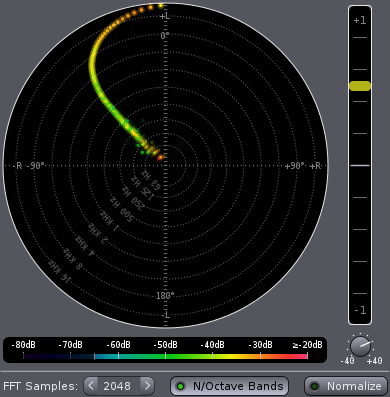 +L
0°
+1
-R -90°
+90° +R
63 Hz
125 Hz
250 Hz
500 Hz
1 kHz
2 kHz
4 kHz
8 kHz
16 kHz
180°
-L
-1
-80dB -70dB -60dB -50dB -40dB -30dB ≥-20dB
-40 +40
FFT Samples: < 2048 > N/Octave Bands Normalize